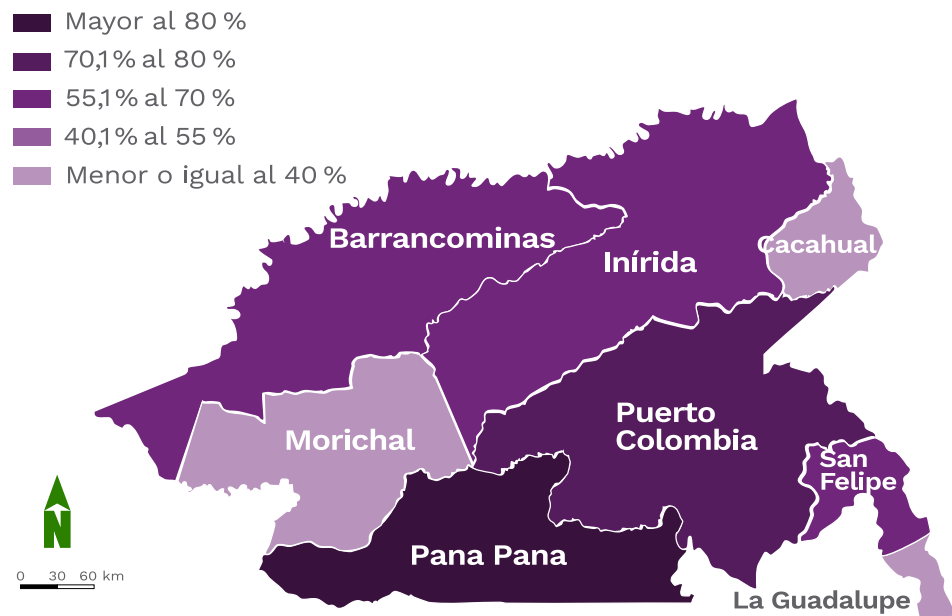 Mayor al 80 %
70,1% al 80 %
55,1% al 70 %
40,1% al 55 %
Menor o igual al 40 %
Barrancominas
Inírida
Cacahual
Morichal
Puerto
Colombia
San
Felipe
Pana Pana
La Guadalupe
N
0 30 60 km